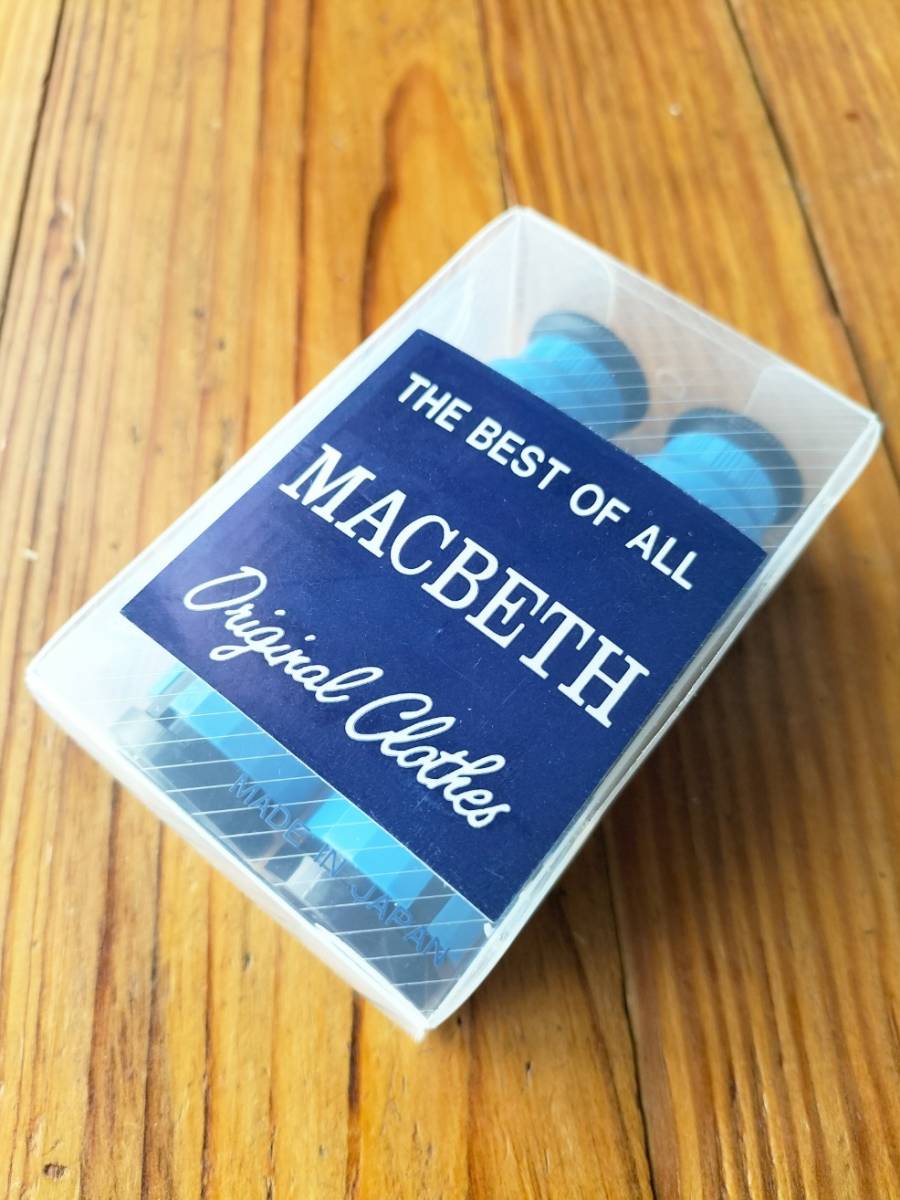 THE BEST OF ALL
MACBETH
Original Clothes
MADE IN JAPAN